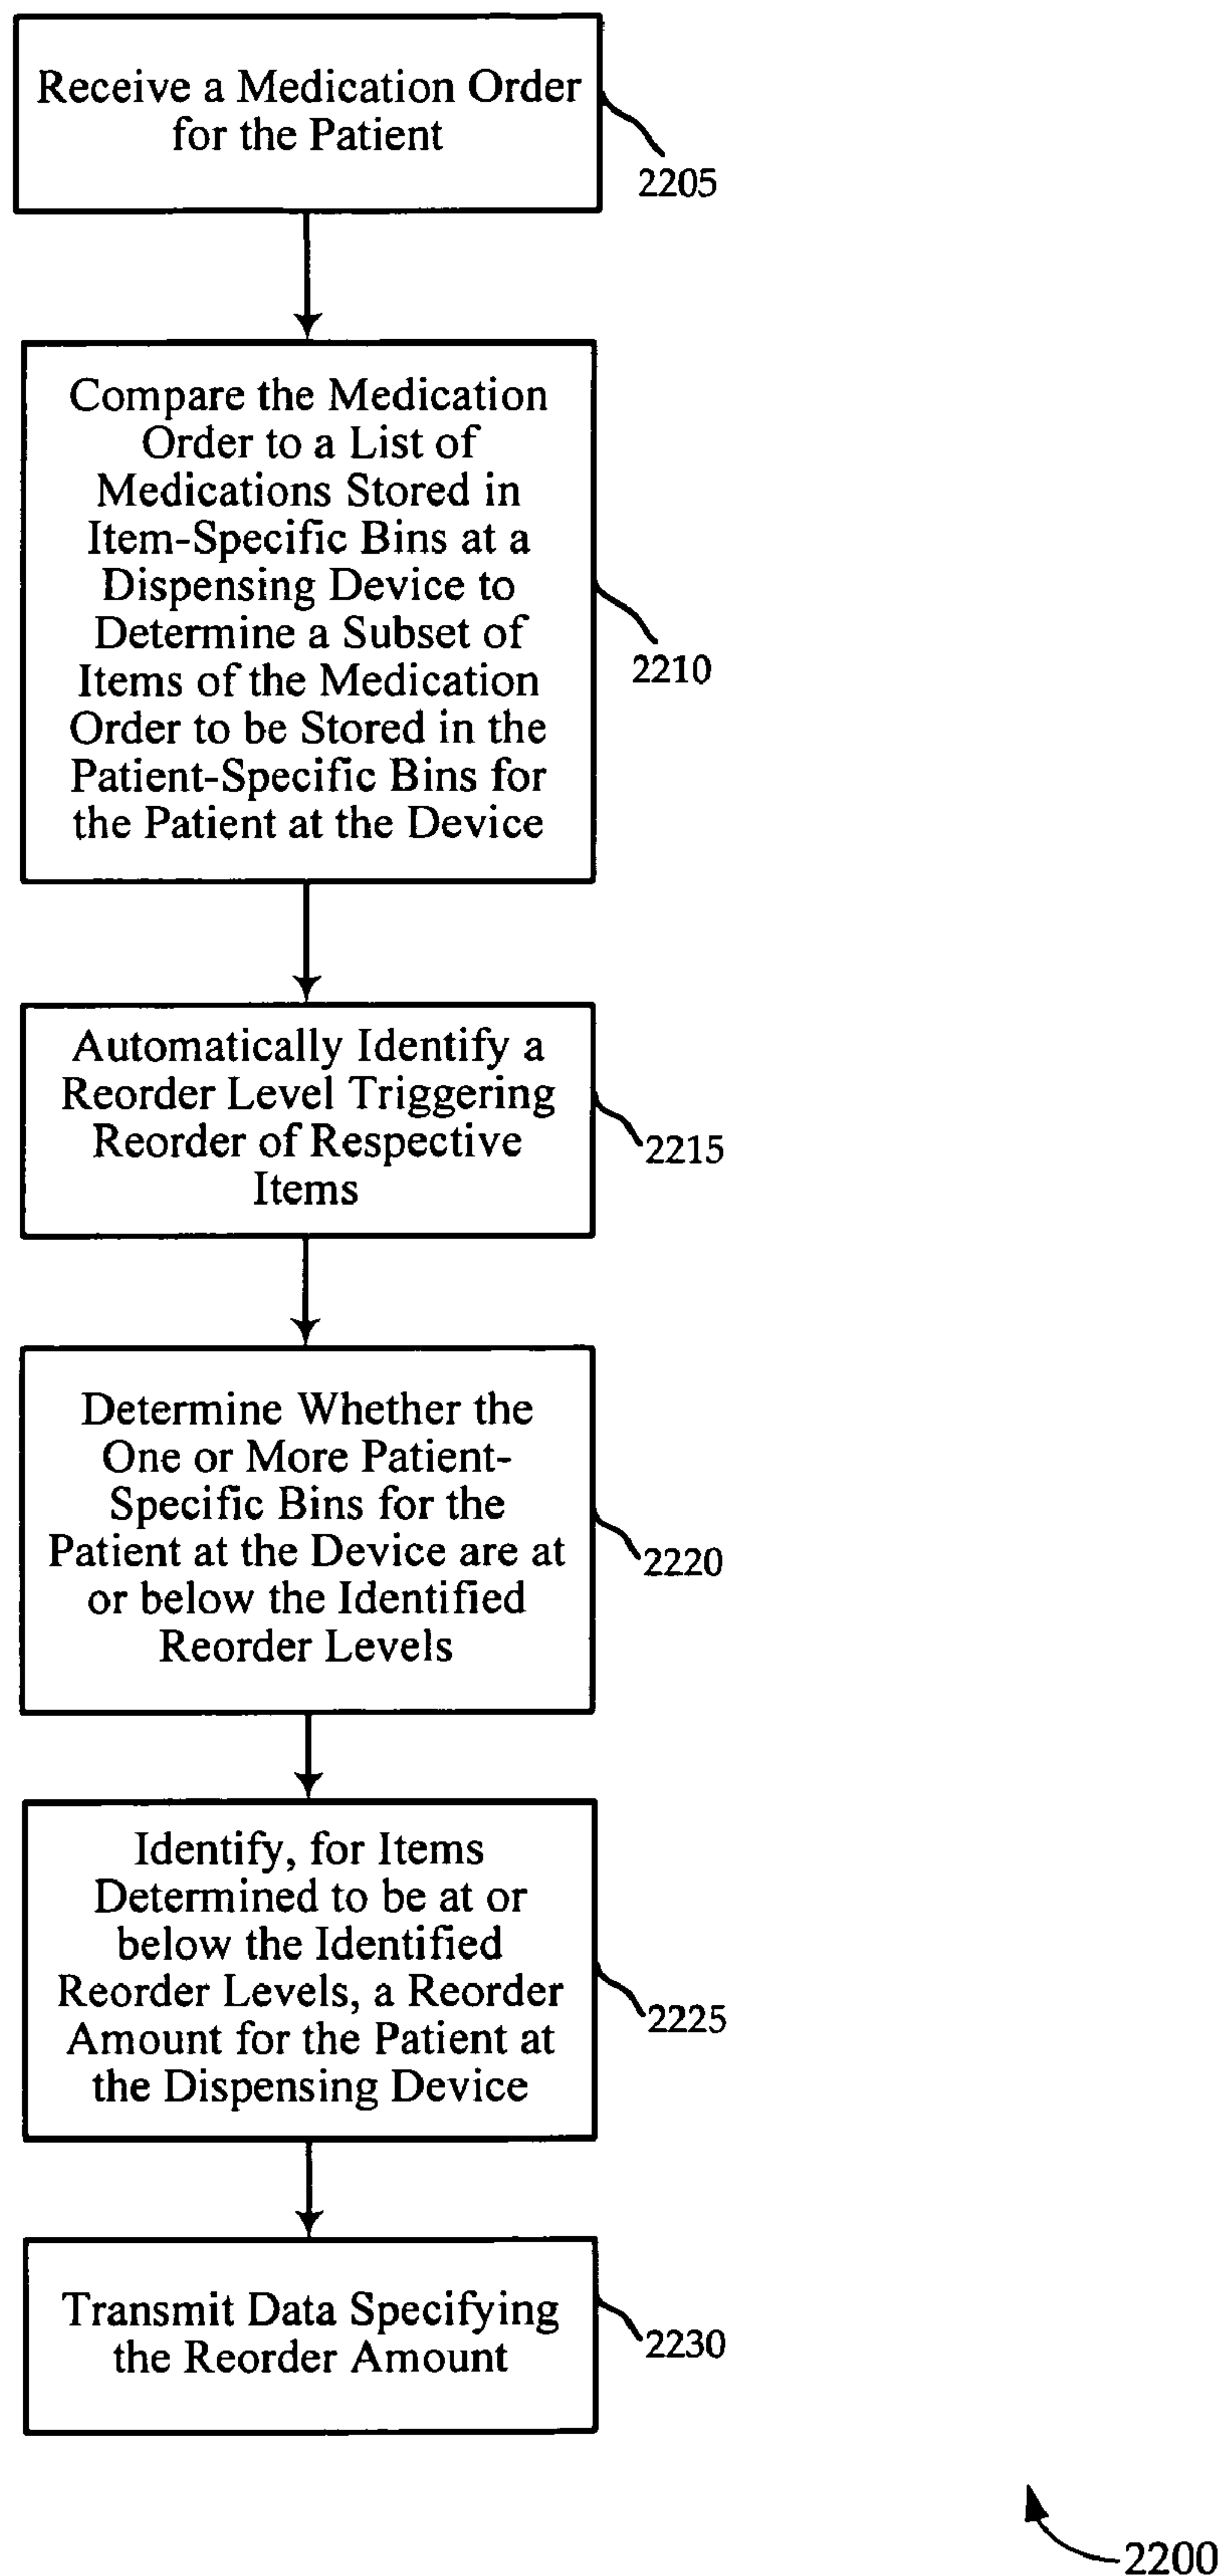 Receive a Medication Order
for the Patient
2205
Compare the Medication
Order to a List of
Medications Stored in
Item-Specific Bins at a
Dispensing Device to
Determine a Subset of
Items of the Medication
Order to be Stored in the
Patient-Specific Bins for
the Patient at the Device
2210
Automatically Identify a
Reorder Level Triggering
Reorder of Respective
Items
2215
Determine Whether the
One or More Patient-
Specific Bins for the
Patient at the Device are at
or below the Identified
Reorder Levels
2220
Identify, for Items
Determined to be at or
below the Identified
Reorder Levels, a Reorder
Amount for the Patient at
the Dispensing Device
2225
Transmit Data Specifying
the Reorder Amount
2230
2200